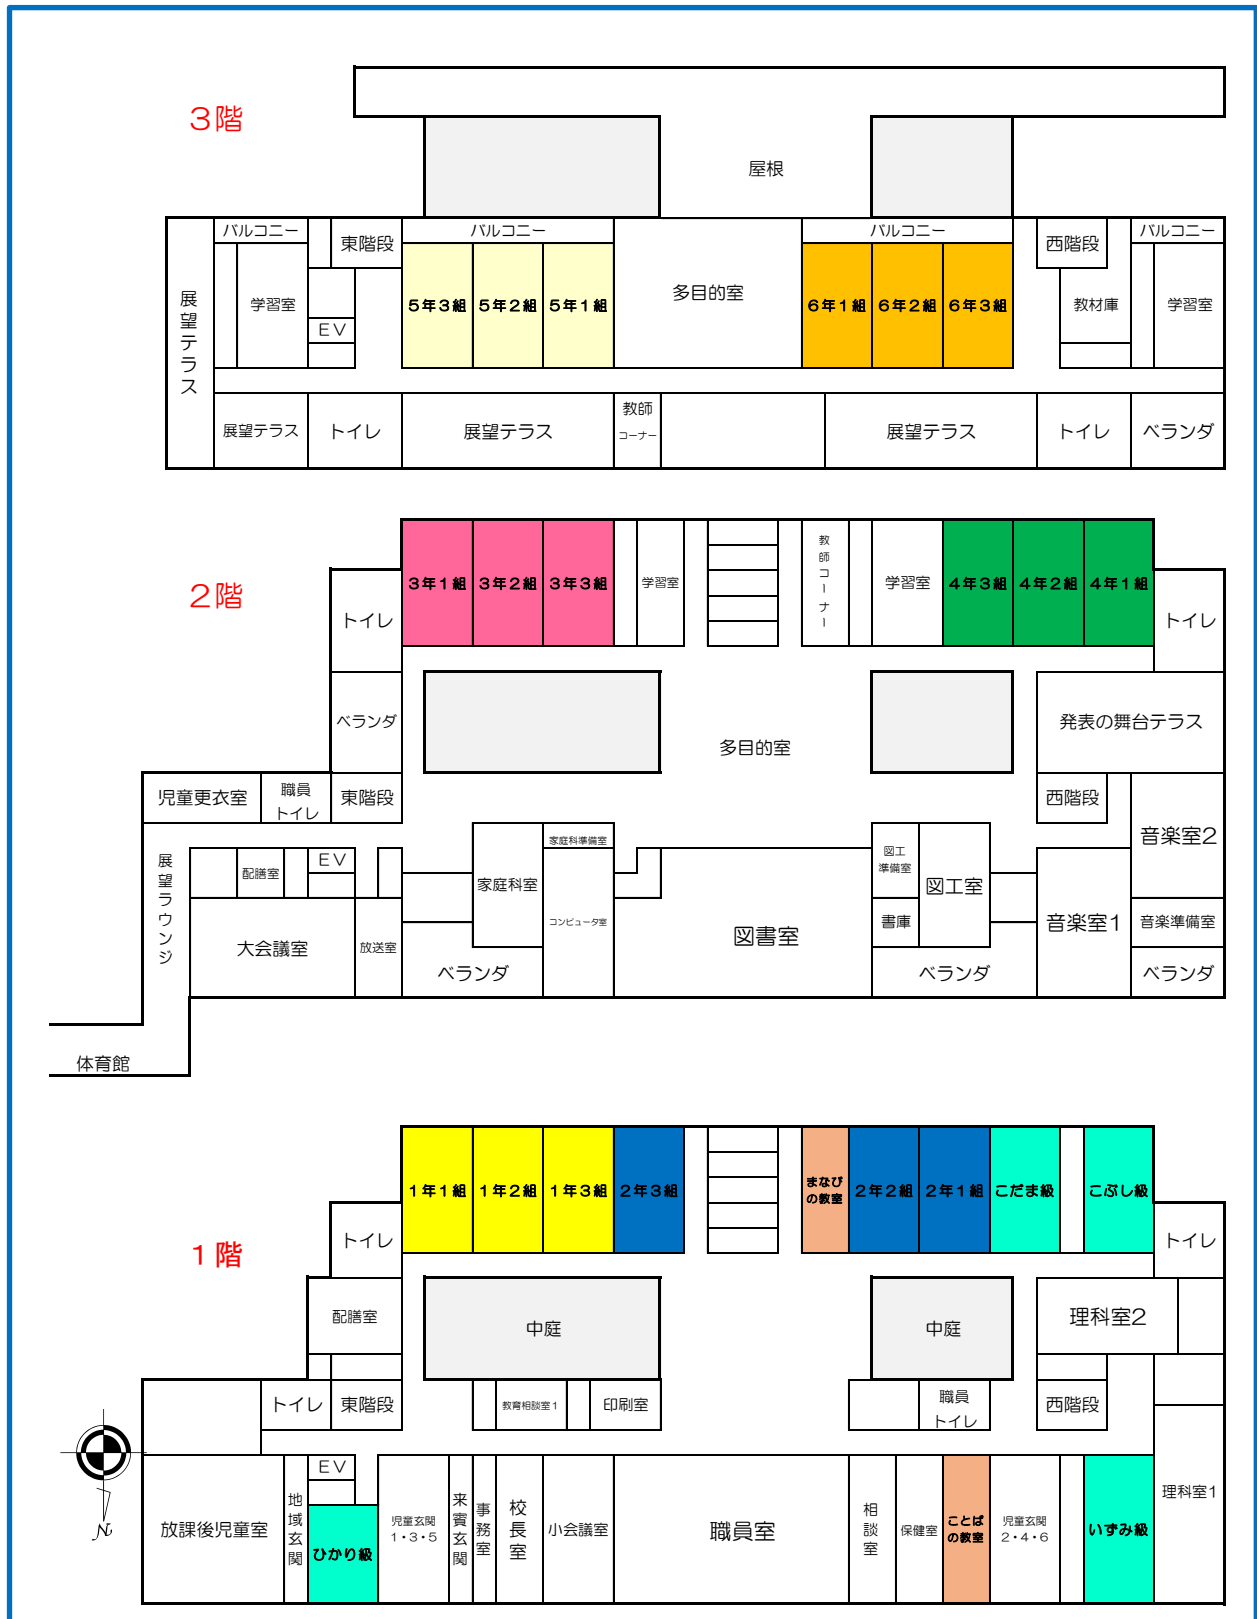 3階
屋根
バルコニー
東階段
バルコニー
バルコニー
西階段
バルコニー
展望テラス
学習室
EV
5年3組
5年2組
5年1組
多目的室
6年1組
6年2組
6年3組
教材庫
学習室
展望テラス
トイレ
展望テラス
教師
コーナー
展望テラス
トイレ
ベランダ
2階
3年1組
3年2組
3年3組
学習室
教師コーナー
学習室
4年3組
4年2組
4年1組
トイレ
トイレ
ベランダ
多目的室
発表の舞台テラス
児童更衣室
職員
トイレ
東階段
西階段
音楽室2
展望ラウンジ
配膳室
EV
家庭科準備室
家庭科室
コンピュータ室
図書室
図工
準備室
図工室
書庫
音楽室1
音楽準備室
大会議室
放送室
ベランダ
ベランダ
ベランダ
体育館
1階
1年1組
1年2組
1年3組
2年3組
まなび
の教室
2年2組
2年1組
こだま級
こぶし級
トイレ
トイレ
配膳室
中庭
中庭
理科室2
トイレ
東階段
教育相談室1
印刷室
職員
トイレ
西階段
N
放課後児童室
地域玄関
EV
ひかり級
児童玄関
1・3・5
来賓玄関
事務室
校長室
小会議室
職員室
相談室
保健室
ことば
の教室
児童玄関
2・4・6
いずみ級
理科室1